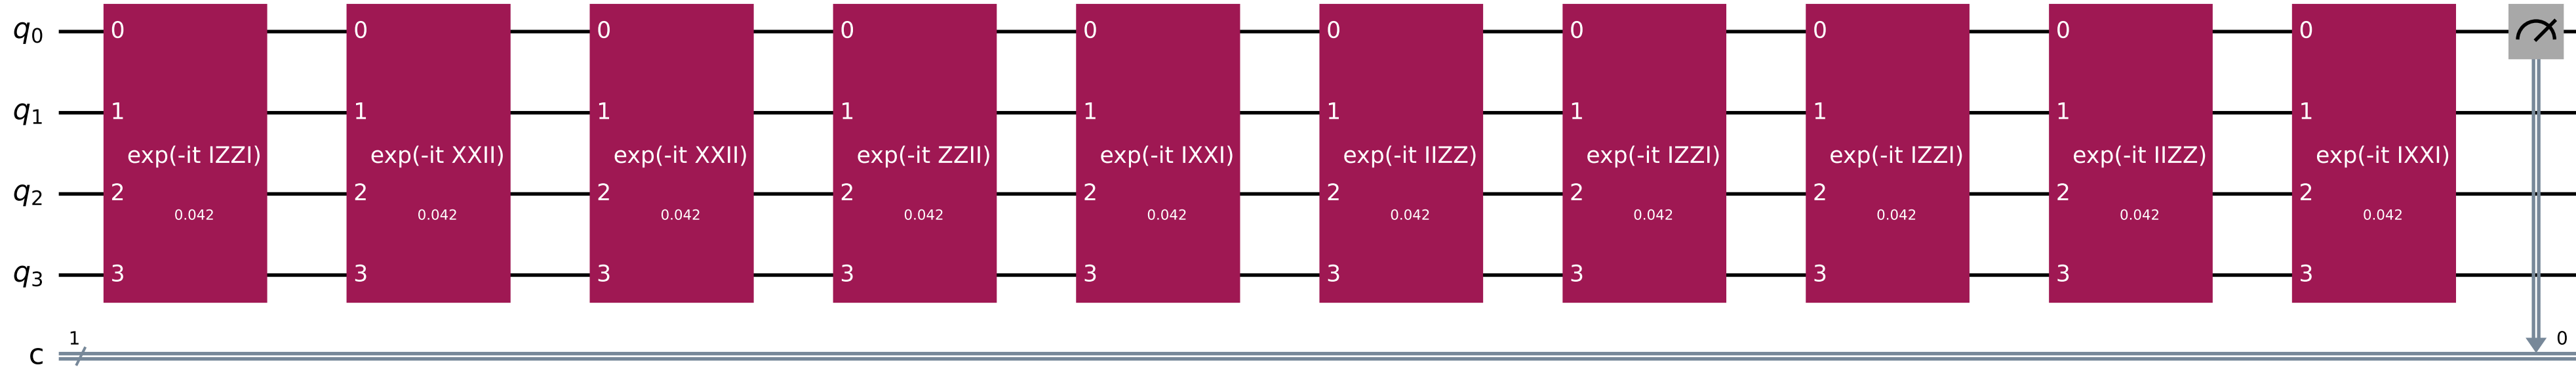 q0 0 0 0 0 0 0 0 0 0 0
q1 1 1 1 1 1 1 1 1 1 1
exp(-it IZZI) exp(-it XXII) exp(-it XXII) exp(-it ZZII) exp(-it IXXI) exp(-it IIZZ) exp(-it IZZI) exp(-it IZZI) exp(-it IIZZ) exp(-it IXXI)
q2 2 2 2 2 2 2 2 2 2 2
0.042 0.042 0.042 0.042 0.042 0.042 0.042 0.042 0.042 0.042
q3 3 3 3 3 3 3 3 3 3 3
1 0
c